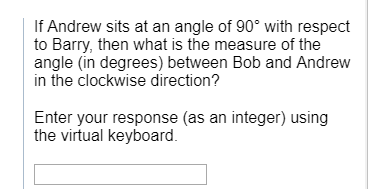 If Andrew sits at an angle of 90° with respect
to Barry, then what is the measure of the
angle (in degrees) between Bob and Andrew
in the clockwise direction?
Enter your response (as an integer) using
the virtual keyboard.